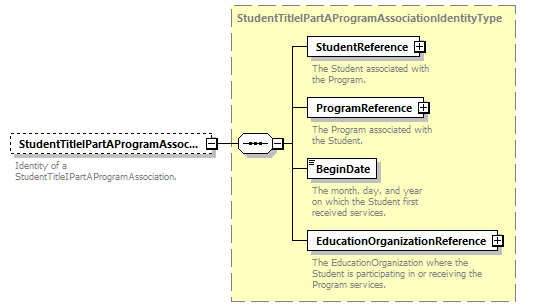 StudentTitleIPartAProgramAssociationIdentityType
StudentReference
The Student associated with
the Program.
ProgramReference
The Program associated with
the Student.
StudentTitleIPartAProgramAssoc...
Identity of a
StudentTitleIPartAProgramAssociation.
BeginDate
The month, day, and year
on which the Student first
received services.
EducationOrganizationReference
The EducationOrganization where the
Student is participating in or receiving the
Program services.